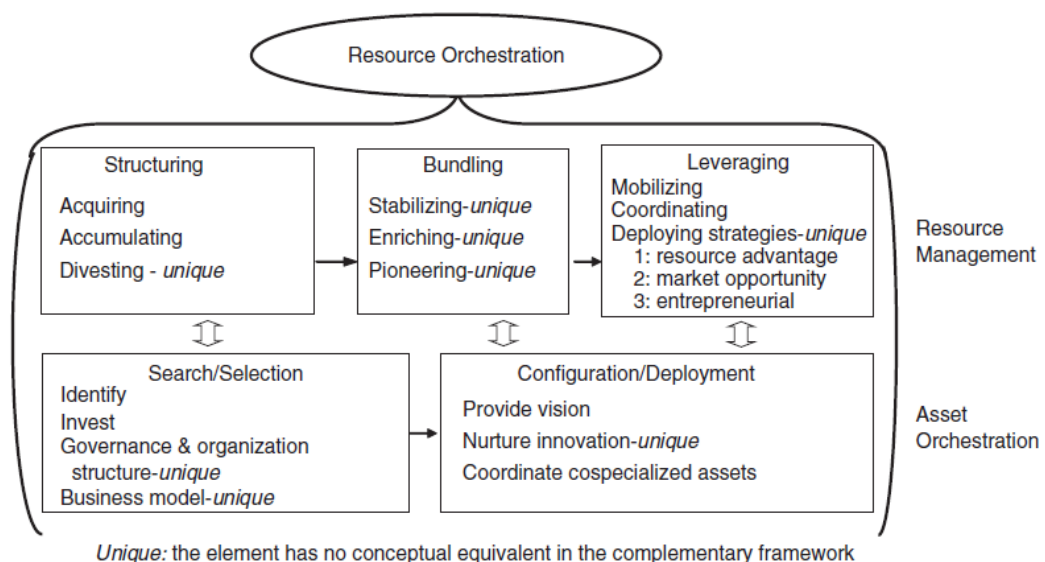 Resource Orchestration
Structuring
Acquiring
Accumulating
Divesting - unique
Bundling
Stabilizing-unique
Enriching-unique
Pioneering-unique
Leveraging
Mobilizing
Coordinating
Deploying strategies-unique
1: resource advantage
2: market opportunity
3: entrepreneurial
Resource
Management
Search/Selection
Identify
Invest
Governance & organization
structure-unique
Business model-unique
Configuration/Deployment
Provide vision
Nurture innovation-unique
Coordinate cospecialized assets
Asset
Orchestration
Unique: the element has no conceptual equivalent in the complementary framework